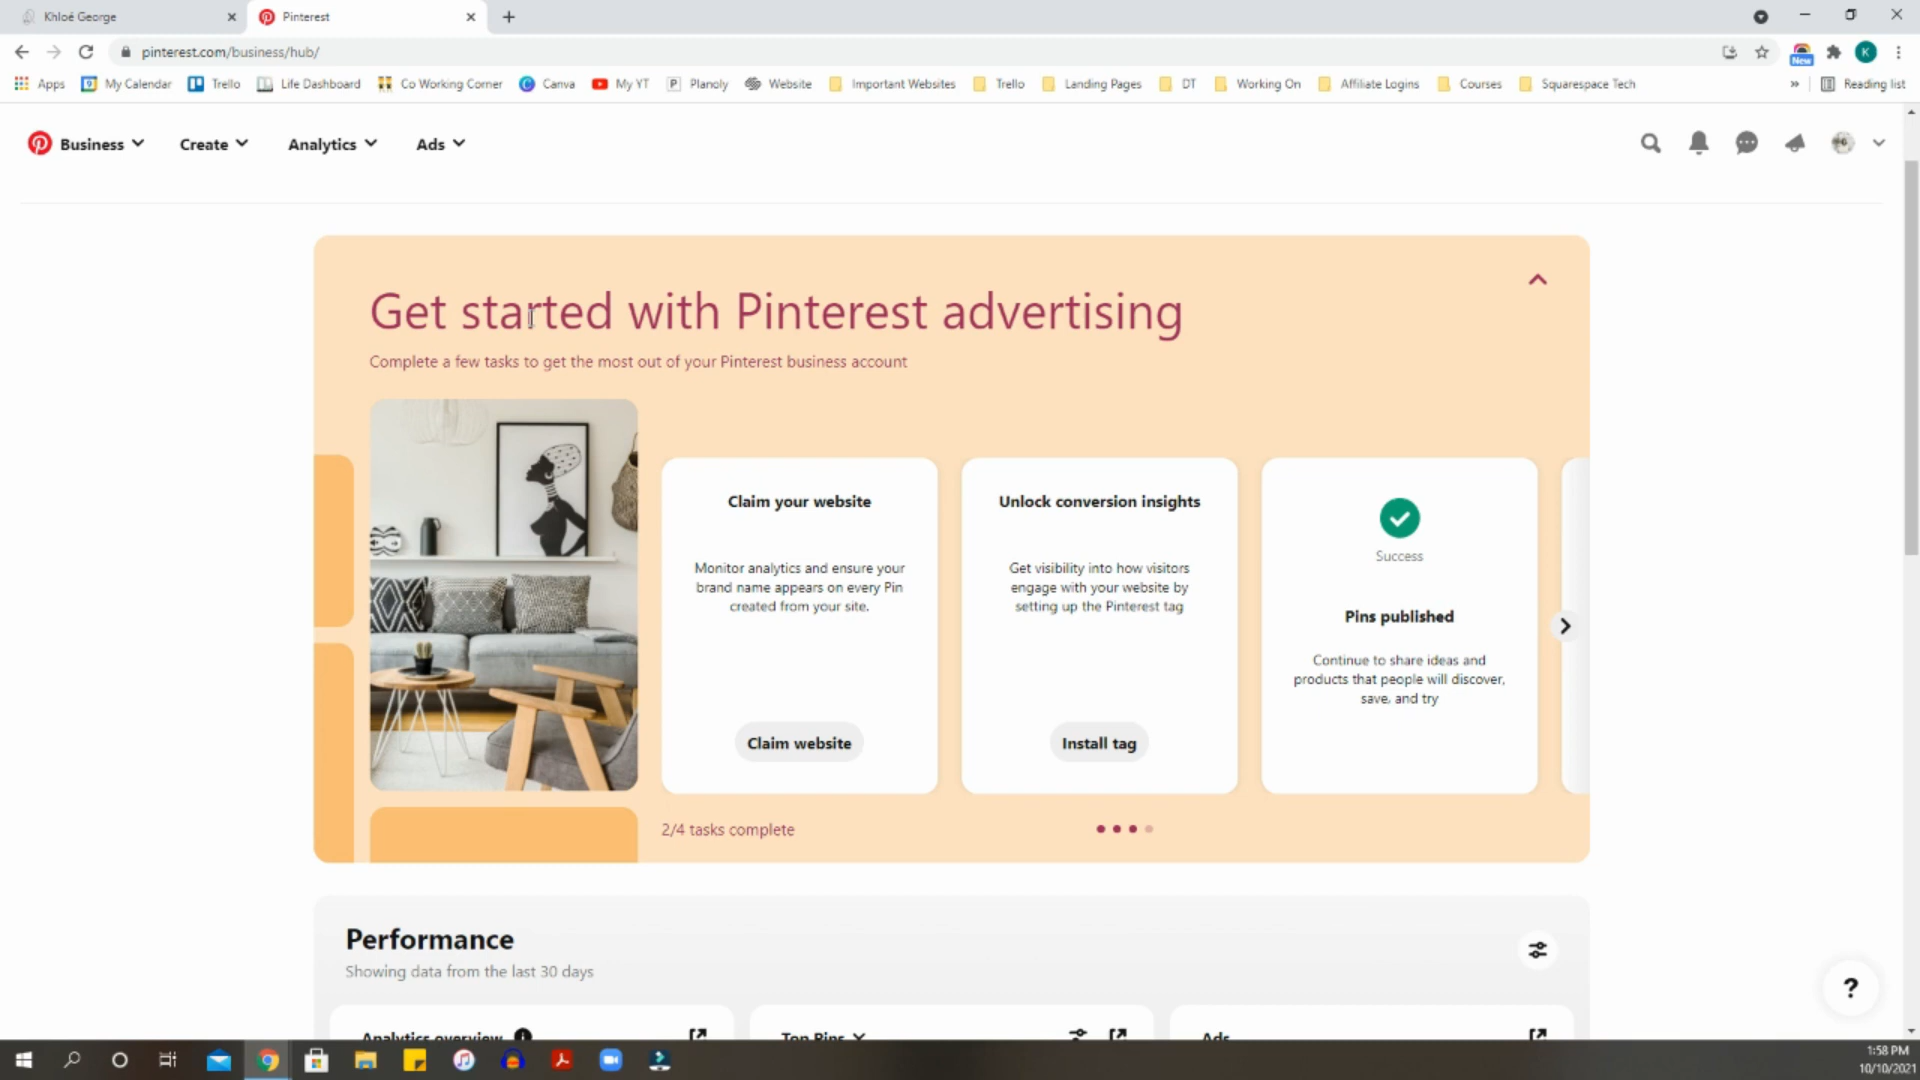 Khloé George
Pinterest
pinterest.com/business/hub/
New
K
Apps
My Calendar
Trello
Life Dashboard
Co Working Corner
Canva
My YT
Planoly
Website
Important Websites
Trello
Landing Pages
DT
Working On
Affiliate Logins
Courses
Squarespace Tech
»
Reading list
Business
Create
Analytics
Ads
Get started with Pinterest advertising
Complete a few tasks to get the most out of your Pinterest business account
Claim your website
Monitor analytics and ensure your
brand name appears on every Pin
created from your site.
Claim website
Unlock conversion insights
Get visibility into how visitors
engage with your website by
setting up the Pinterest tag
Install tag
Success
Pins published
Continue to share ideas and
products that people will discover,
save, and try
2/4 tasks complete
Performance
Showing data from the last 30 days
?
Analytics overview
Top Pins
Ads
1:58 PM
10/10/2021